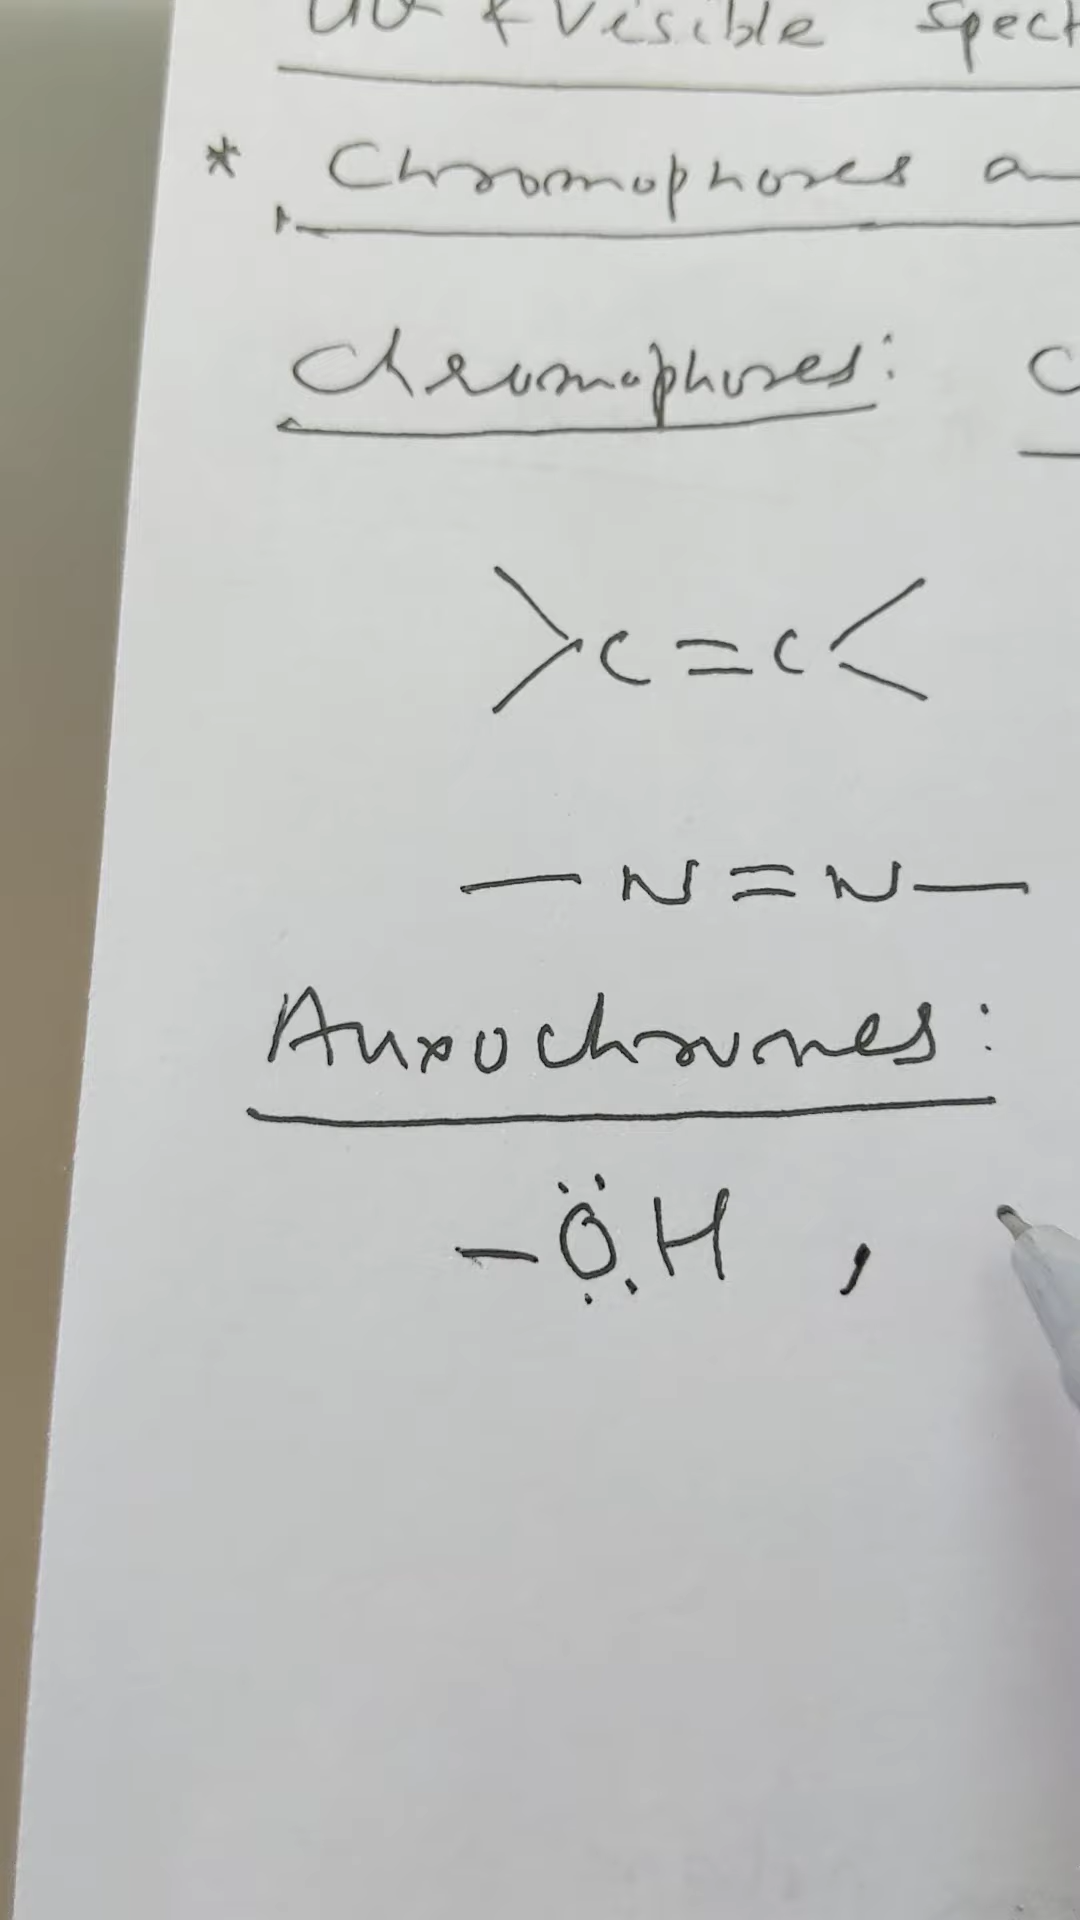 UV & Visible Spect
* Chromophores a
Chromophores: C
>C=C<
—N=N—
Auxochromes:
—ÖH ,